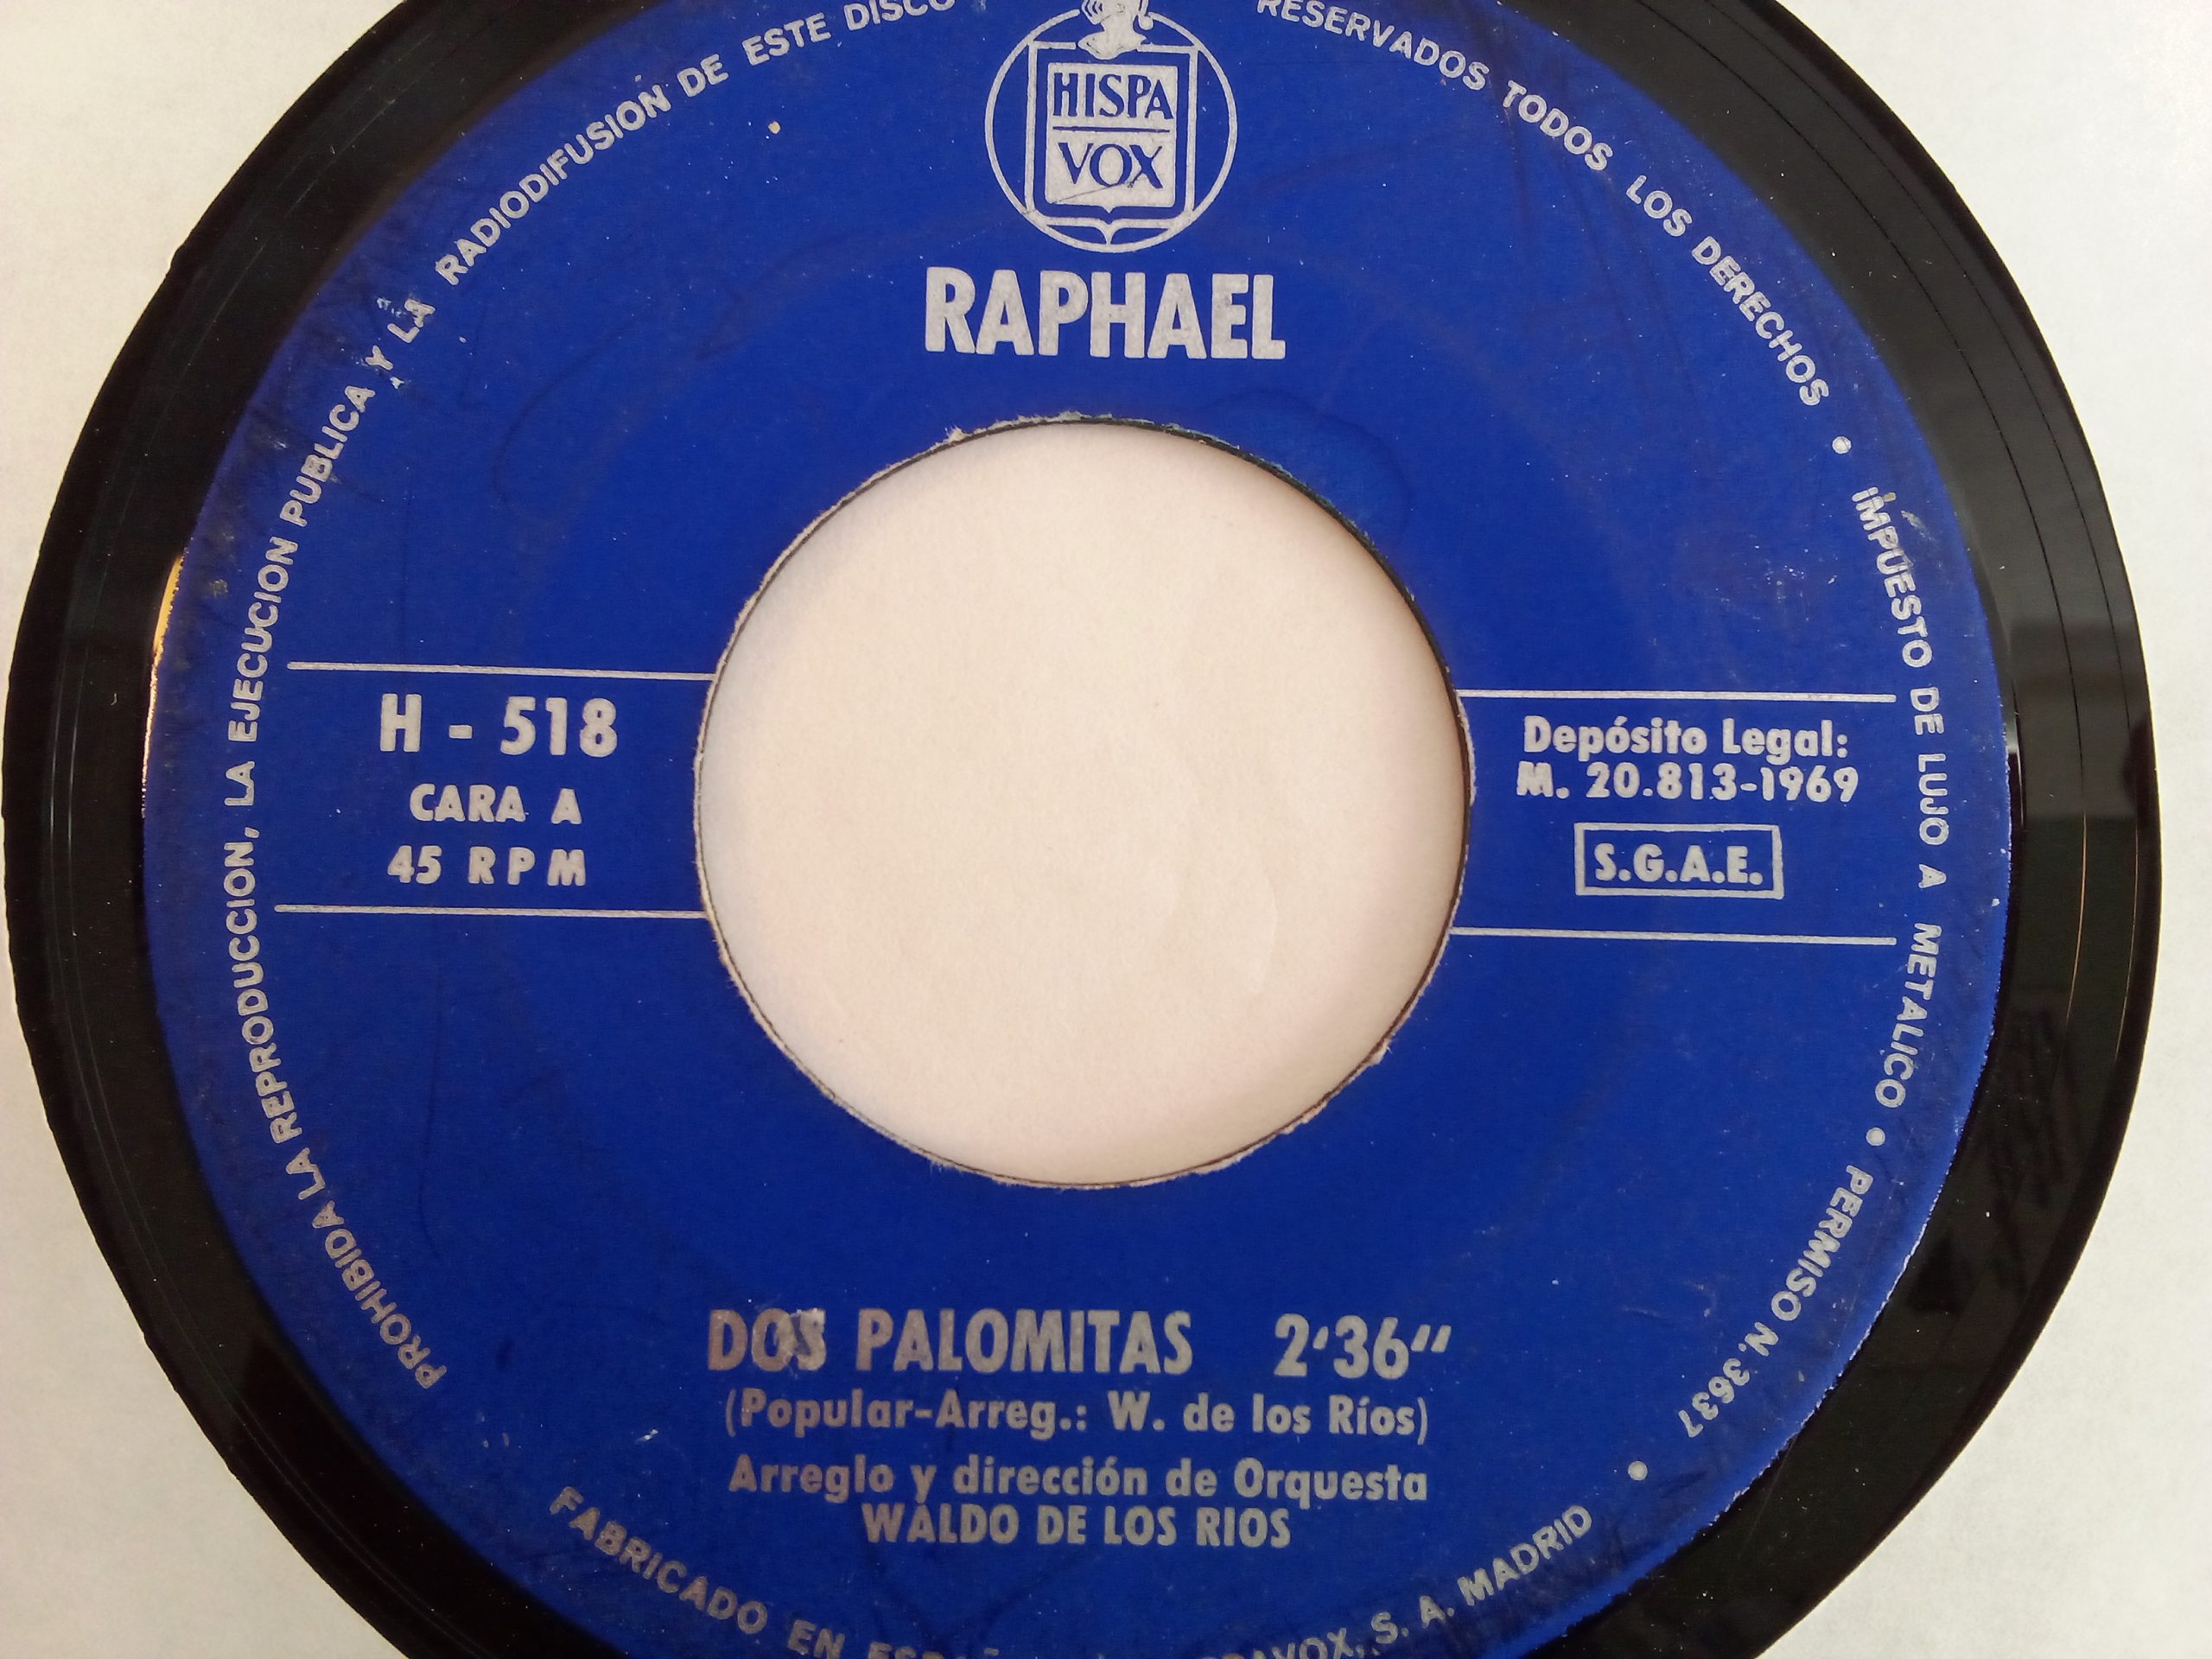 PROHIBIDA LA REPRODUCCION, LA EJECUCION PUBLICA Y LA RADIODIFUSION DE ESTE DISCO
RESERVADOS TODOS LOS DERECHOS • IMPUESTO DE LUJO A METALICO • PERMISO N. 3637 •
HISPA
VOX
RAPHAEL
H - 518
CARA A
45 RPM
Depósito Legal:
M. 20.813-1969
S.G.A.E.
DOS PALOMITAS 2'36"
(Popular-Arreg.: W. de los Ríos)
Arreglo y dirección de Orquesta
WALDO DE LOS RIOS
FABRICADO EN S. A. MADRID